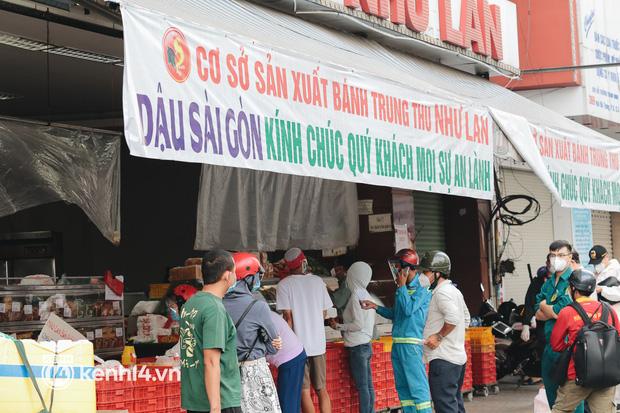 NHƯ LAN
CƠ SỞ SẢN XUẤT BÁNH TRUNG THU NHƯ LAN
DẬU SÀI GÒN KÍNH CHÚC QUÝ KHÁCH MỌI SỰ AN LÀNH
SẢN XUẤT BÁNH TRUNG THU
KÍNH CHÚC QUÝ KHÁCH
kenh14.vn